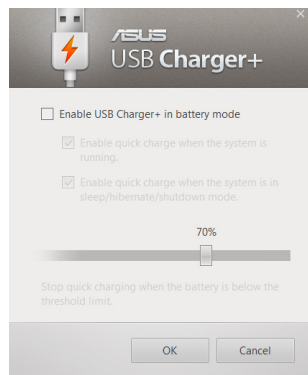 ASUS
USB Charger+
Enable USB Charger+ in battery mode
Enable quick charge when the system is
running.
Enable quick charge when the system is in
sleep/hibernate/shutdown mode.
70%
Stop quick charging when the battery is below the
threshold limit.
OK Cancel